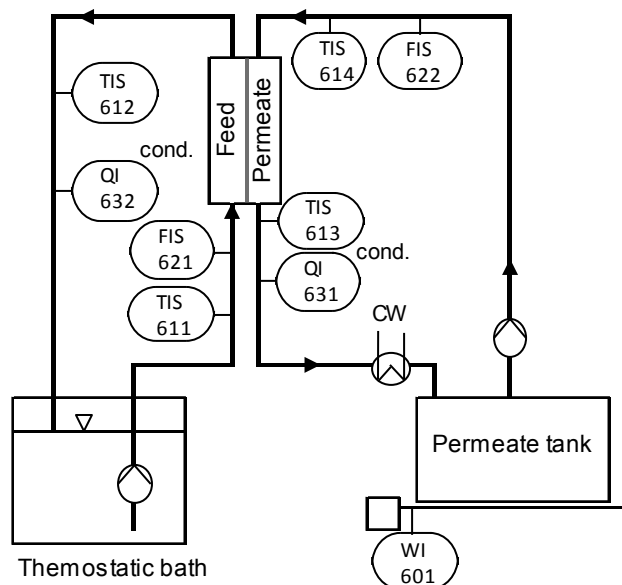 TIS
612
TIS
614
FIS
622
cond.
Feed
Permeate
QI
632
TIS
613
FIS
621
cond.
QI
631
TIS
611
CW
Permeate tank
Themostatic bath
WI
601